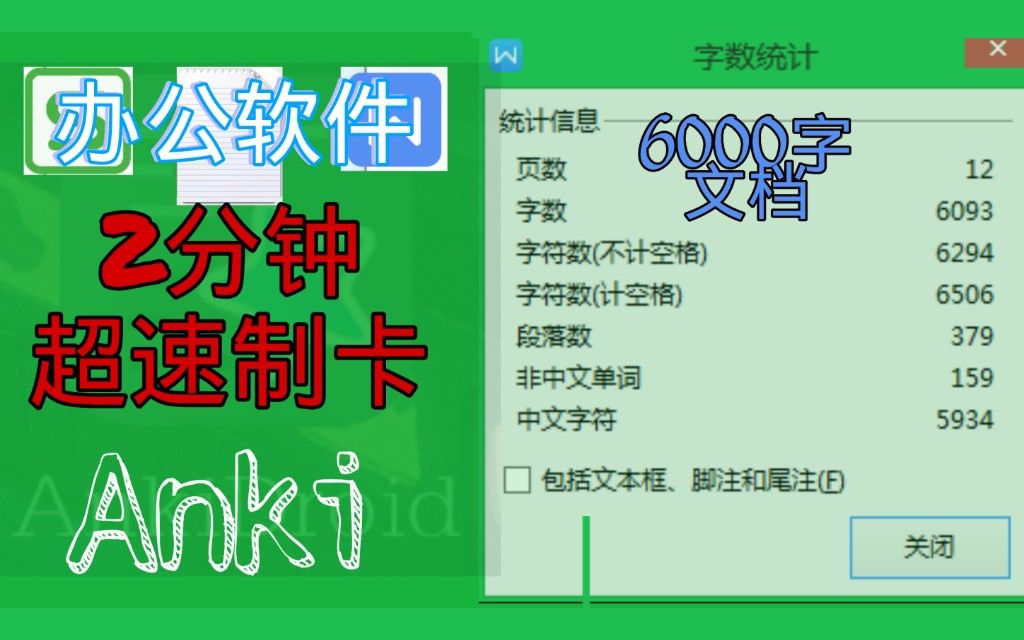 办公软件
2分钟
超速制卡
Anki
AnkiDroid
字数统计
统计信息
6000字
文档
页数 12
字数 6093
字符数(不计空格) 6294
字符数(计空格) 6506
段落数 379
非中文单词 159
中文字符 5934
包括文本框、脚注和尾注(F)
关闭